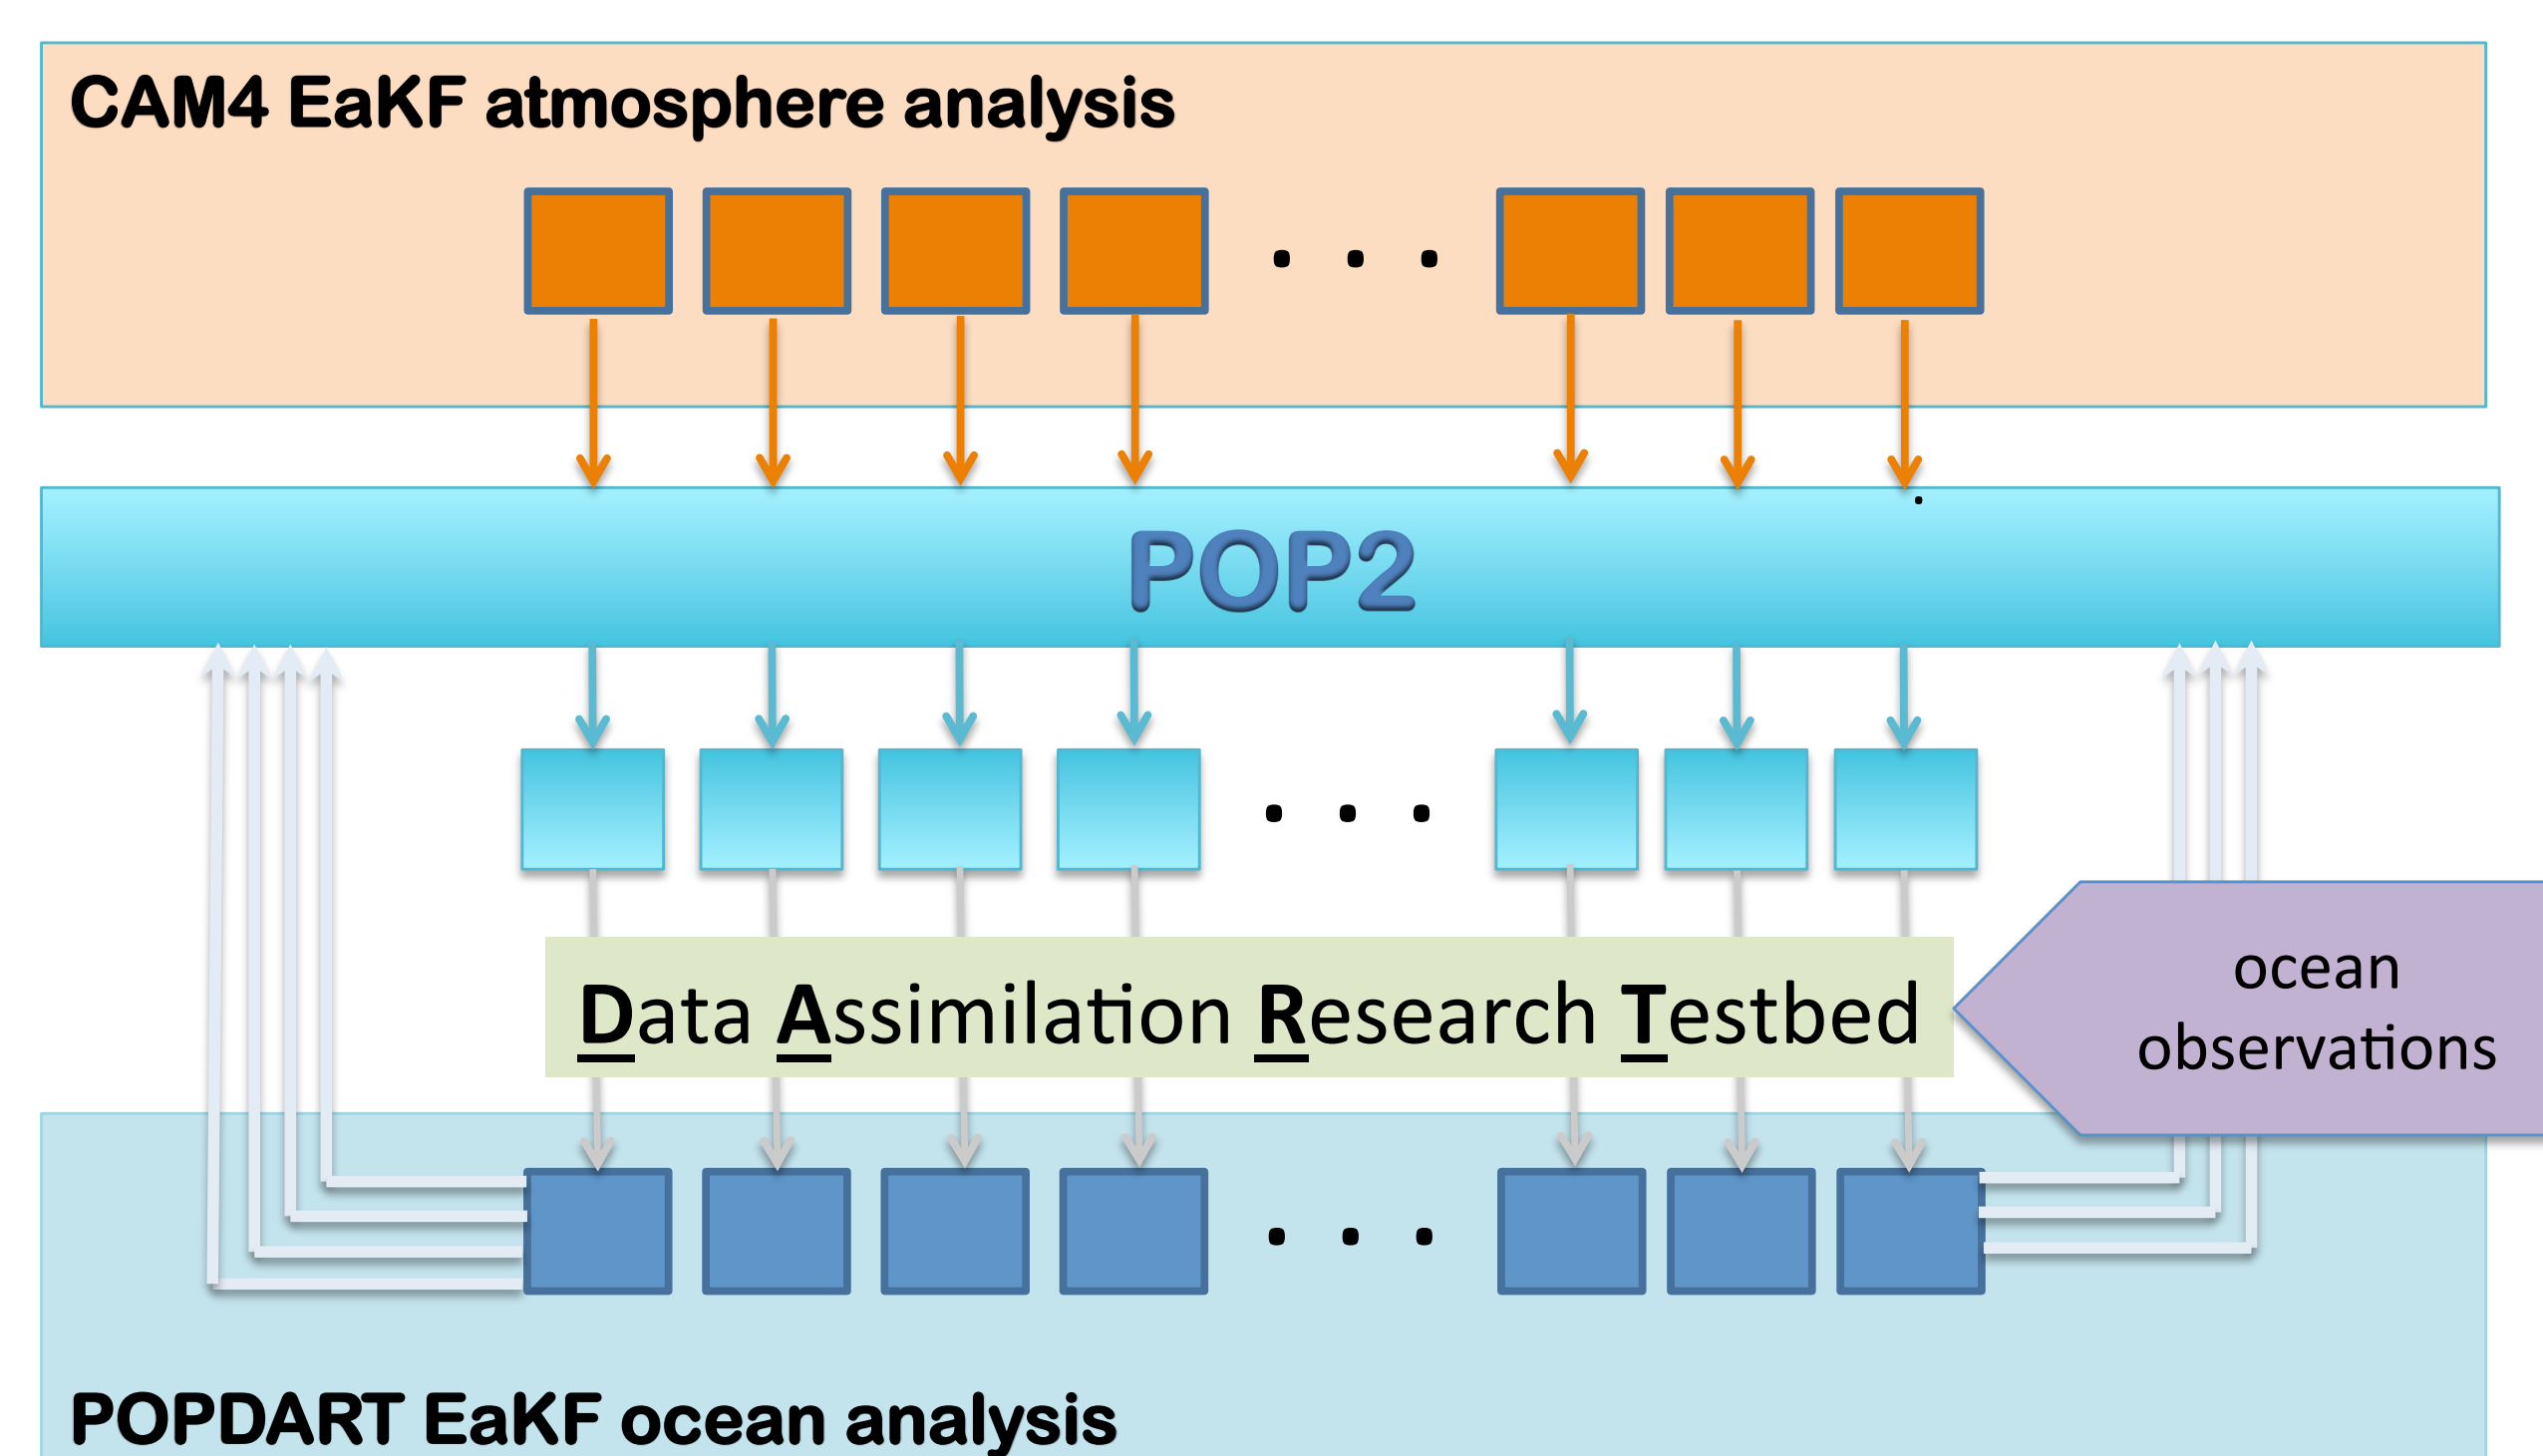 CAM4 EaKF atmosphere analysis
. . .
.
POP2
. . .
Data Assimilation Research Testbed
ocean
observations
. . .
POPDART EaKF ocean analysis